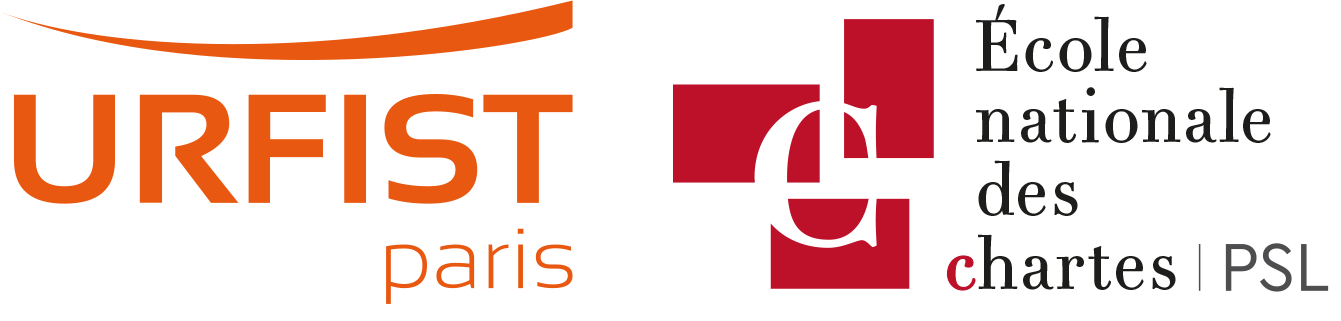 URFIST
paris
C
École
nationale
des
chartes | PSL